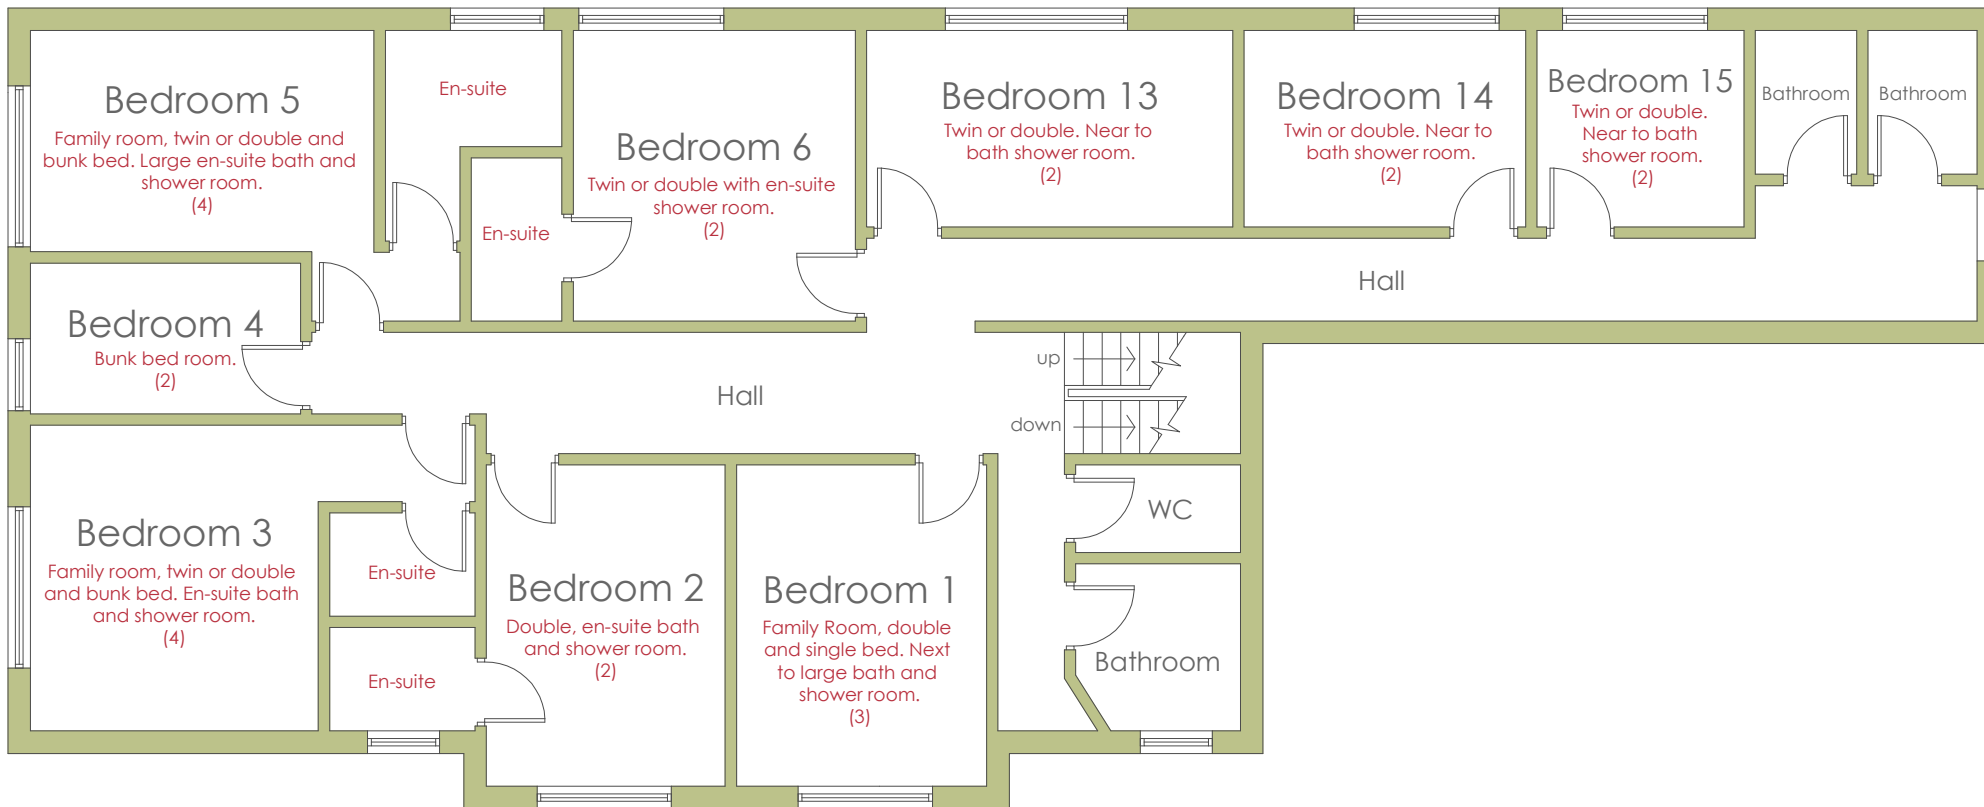 Bedroom 5
Family room, twin or double and
bunk bed. Large en-suite bath and
shower room.
(4)
En-suite
En-suite
Bedroom 6
Twin or double with en-suite
shower room.
(2)
Bedroom 13
Twin or double. Near to
bath shower room.
(2)
Bedroom 14
Twin or double. Near to
bath shower room.
(2)
Bedroom 15
Twin or double.
Near to bath
shower room.
(2)
Bathroom
Bathroom
Hall
Bedroom 4
Bunk bed room.
(2)
Hall
up
down
Bedroom 3
Family room, twin or double
and bunk bed. En-suite bath
and shower room.
(4)
En-suite
En-suite
Bedroom 2
Double, en-suite bath
and shower room.
(2)
Bedroom 1
Family Room, double
and single bed. Next
to large bath and
shower room.
(3)
WC
Bathroom